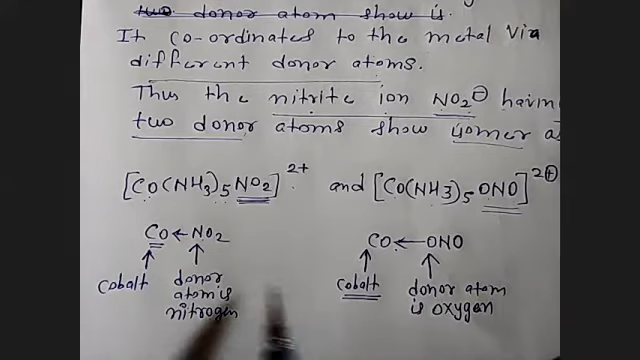 two donor atom show is.
It co-ordinates to the metal Via
different donor atoms.
Thus the nitrite ion NO2⊖ having
two donor atoms show isomer as
[CO(NH3)5NO2]2+ and [CO(NH3)5ONO]2⊕
CO←NO2 CO←ONO
Cobalt donor atom is nitrogen
Cobalt donor atom is oxygen